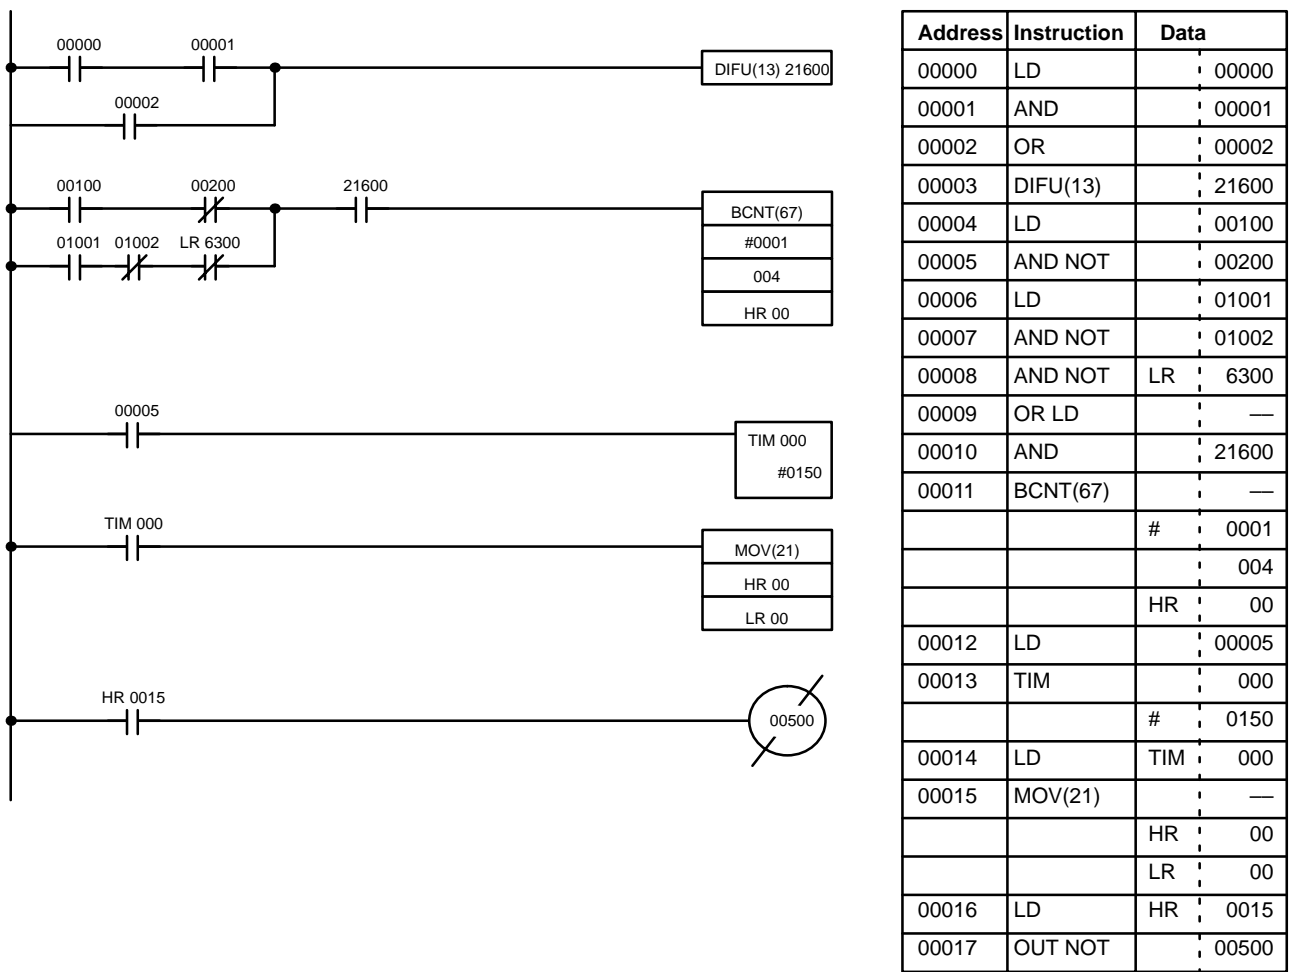 00000 00001
DIFU(13) 21600
00002
00100 00200 21600
BCNT(67)
#0001
004
HR 00
01001 01002 LR 6300
00005
TIM 000
#0150
TIM 000
MOV(21)
HR 00
LR 00
HR 0015
00500
Address Instruction Data
00000 LD 00000
00001 AND 00001
00002 OR 00002
00003 DIFU(13) 21600
00004 LD 00100
00005 AND NOT 00200
00006 LD 01001
00007 AND NOT 01002
00008 AND NOT LR 6300
00009 OR LD —
00010 AND 21600
00011 BCNT(67) —
# 0001
004
HR 00
00012 LD 00005
00013 TIM 000
# 0150
00014 LD TIM 000
00015 MOV(21) —
HR 00
LR 00
00016 LD HR 0015
00017 OUT NOT 00500